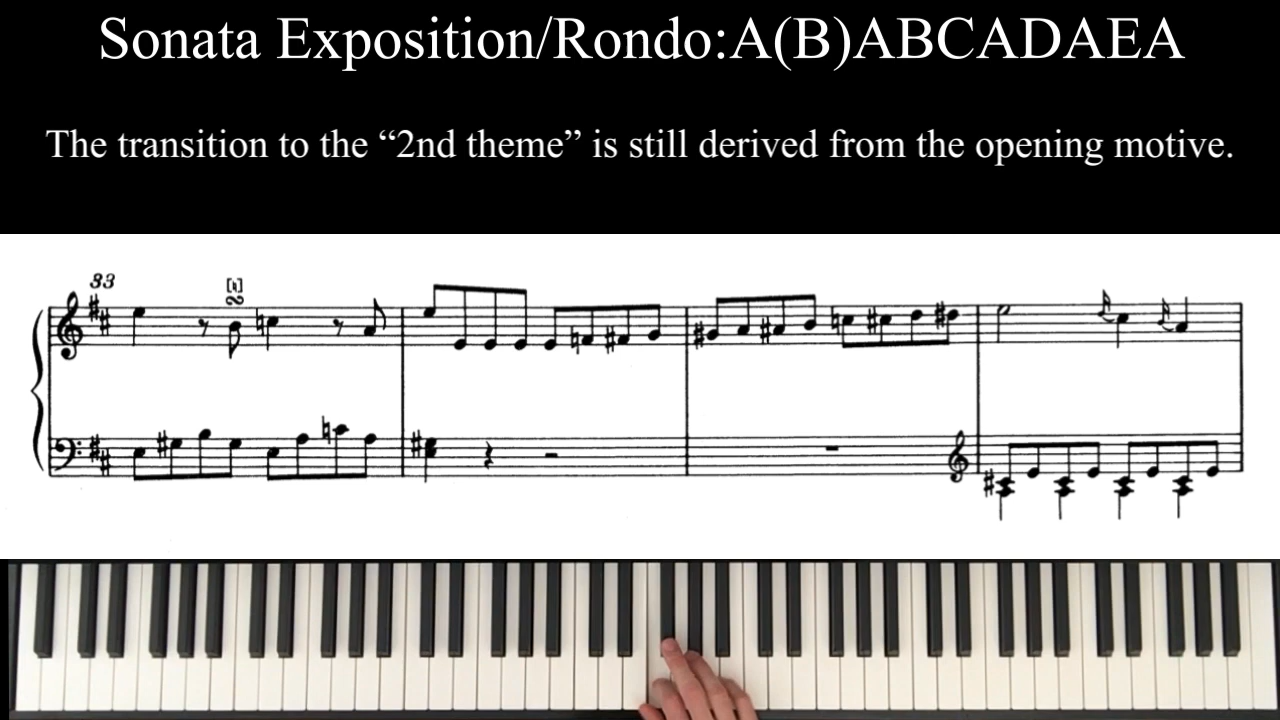 Sonata Exposition/Rondo:A(B)ABCADAEA
The transition to the “2nd theme” is still derived from the opening motive.
33